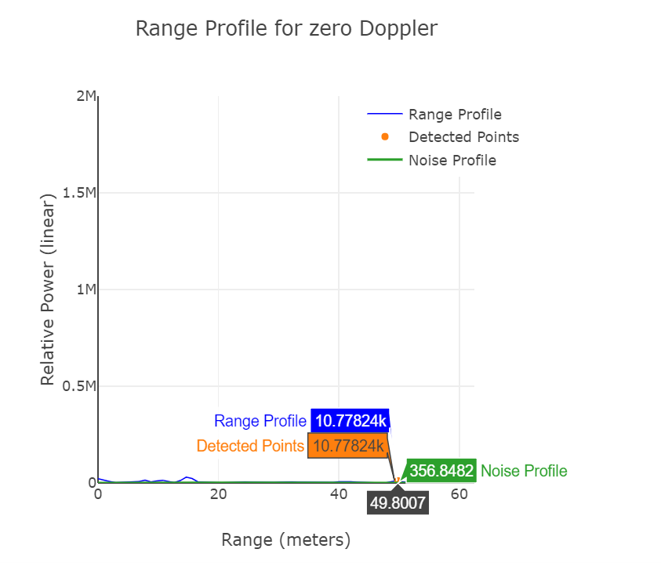 Range Profile for zero Doppler
2M
Range Profile
Detected Points
Noise Profile
1.5M
1M
0.5M
0
Relative Power (linear)
Range Profile 10.77824k
Detected Points 10.77824k
356.8482 Noise Profile
0 20 40 60
49.8007
Range (meters)